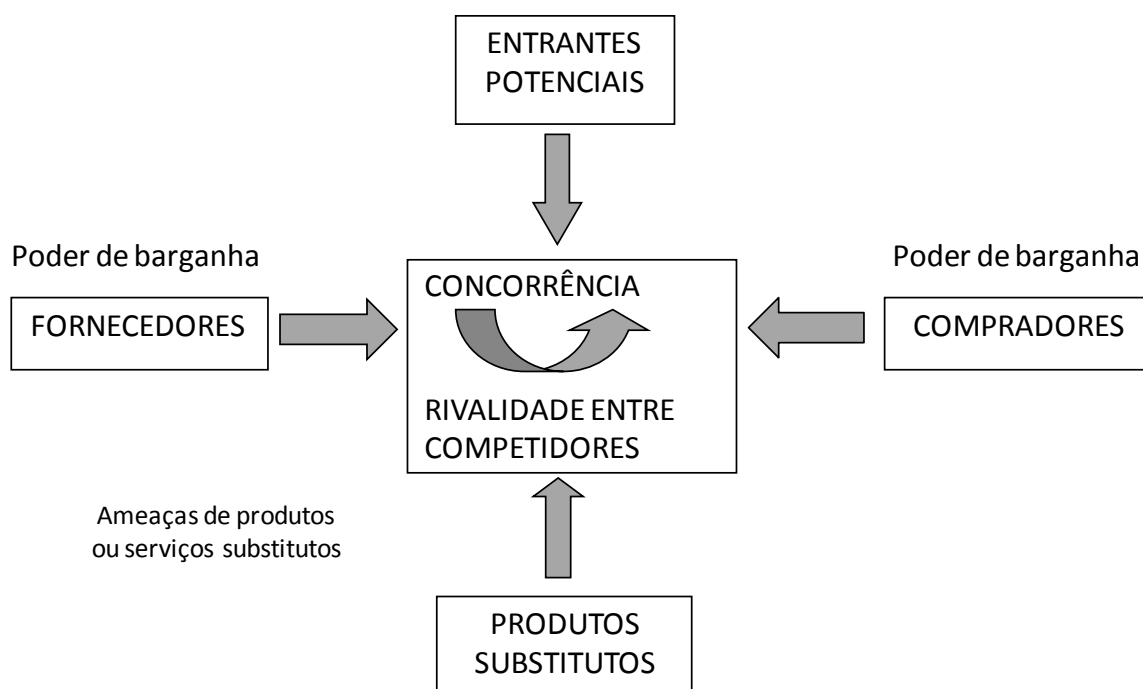 ENTRANTES
POTENCIAIS
Poder de barganha
Poder de barganha
FORNECEDORES
CONCORRÊNCIA
COMPRADORES
RIVALIDADE ENTRE
COMPETIDORES
Ameaças de produtos
ou serviços substitutos
PRODUTOS
SUBSTITUTOS